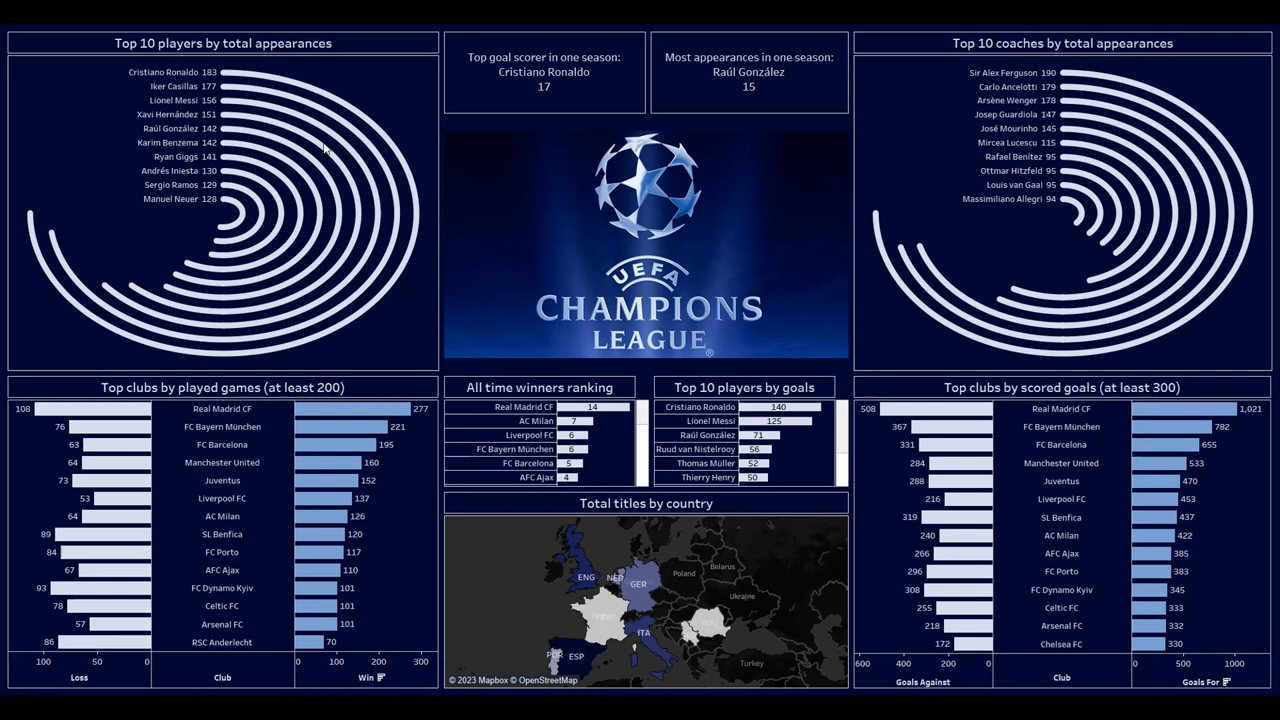 Top 10 players by total appearances
Cristiano Ronaldo 183
Iker Casillas 177
Lionel Messi 156
Xavi Hernández 151
Raúl González 142
Karim Benzema 142
Ryan Giggs 141
Andrés Iniesta 130
Sergio Ramos 129
Manuel Neuer 128
Top goal scorer in one season:
Cristiano Ronaldo
17
Most appearances in one season:
Raúl González
15
UEFA
CHAMPIONS
LEAGUE®
Top 10 coaches by total appearances
Sir Alex Ferguson 190
Carlo Ancelotti 179
Arsène Wenger 178
Josep Guardiola 147
José Mourinho 145
Mircea Lucescu 115
Rafael Benítez 95
Ottmar Hitzfeld 95
Louis van Gaal 95
Massimiliano Allegri 94
Top clubs by played games (at least 200)
108 Real Madrid CF 277
76 FC Bayern München 221
63 FC Barcelona 195
64 Manchester United 160
73 Juventus 152
53 Liverpool FC 137
64 AC Milan 126
89 SL Benfica 120
84 FC Porto 117
67 AFC Ajax 110
93 FC Dynamo Kyiv 101
78 Celtic FC 101
57 Arsenal FC 101
86 RSC Anderlecht 70
100 50 0 0 100 200 300
Loss Club Win
All time winners ranking
Real Madrid CF 14
AC Milan 7
Liverpool FC 6
FC Bayern München 6
FC Barcelona 5
AFC Ajax 4
Top 10 players by goals
Cristiano Ronaldo 140
Lionel Messi 125
Raúl González 71
Ruud van Nistelrooy 56
Thomas Müller 52
Thierry Henry 50
Total titles by country
ENG
NED
GER
Poland
Belarus
Ukraine
FRA
ROU
ITA
POR
ESP
Turkey
© 2023 Mapbox © OpenStreetMap
Top clubs by scored goals (at least 300)
508 Real Madrid CF 1,021
367 FC Bayern München 782
331 FC Barcelona 655
284 Manchester United 533
288 Juventus 470
216 Liverpool FC 453
319 SL Benfica 437
240 AC Milan 422
266 AFC Ajax 385
296 FC Porto 383
308 FC Dynamo Kyiv 345
255 Celtic FC 333
218 Arsenal FC 332
172 Chelsea FC 330
600 400 200 0 0 500 1000
Goals Against Club Goals For